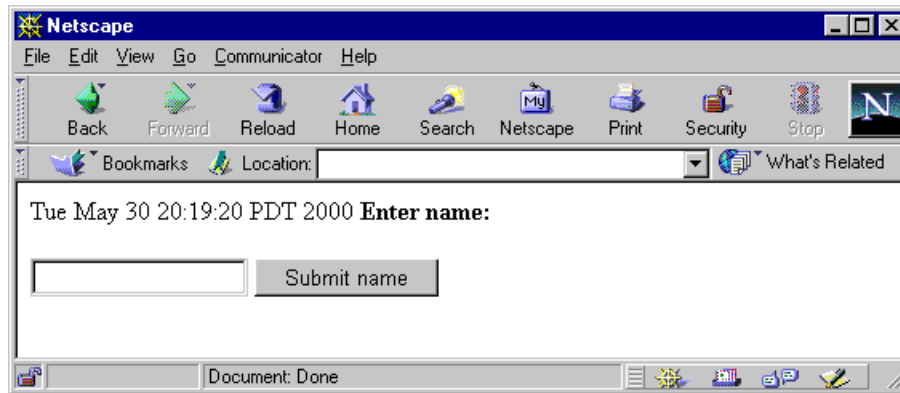 Netscape
File Edit View Go Communicator Help
Back Forward Reload Home Search My Netscape Print Security Stop N
Bookmarks Location: What's Related
Tue May 30 20:19:20 PDT 2000 Enter name:
Submit name
Document: Done